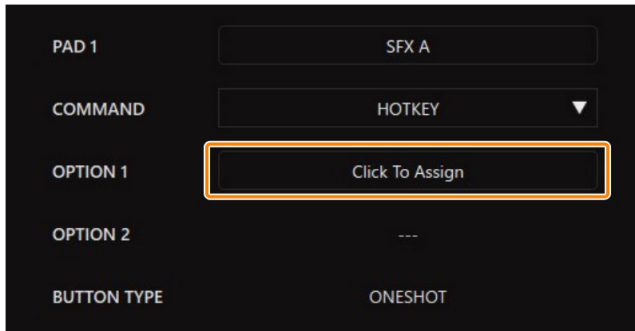 PAD 1 SFX A
COMMAND HOTKEY
OPTION 1 Click To Assign
OPTION 2 ---
BUTTON TYPE ONESHOT